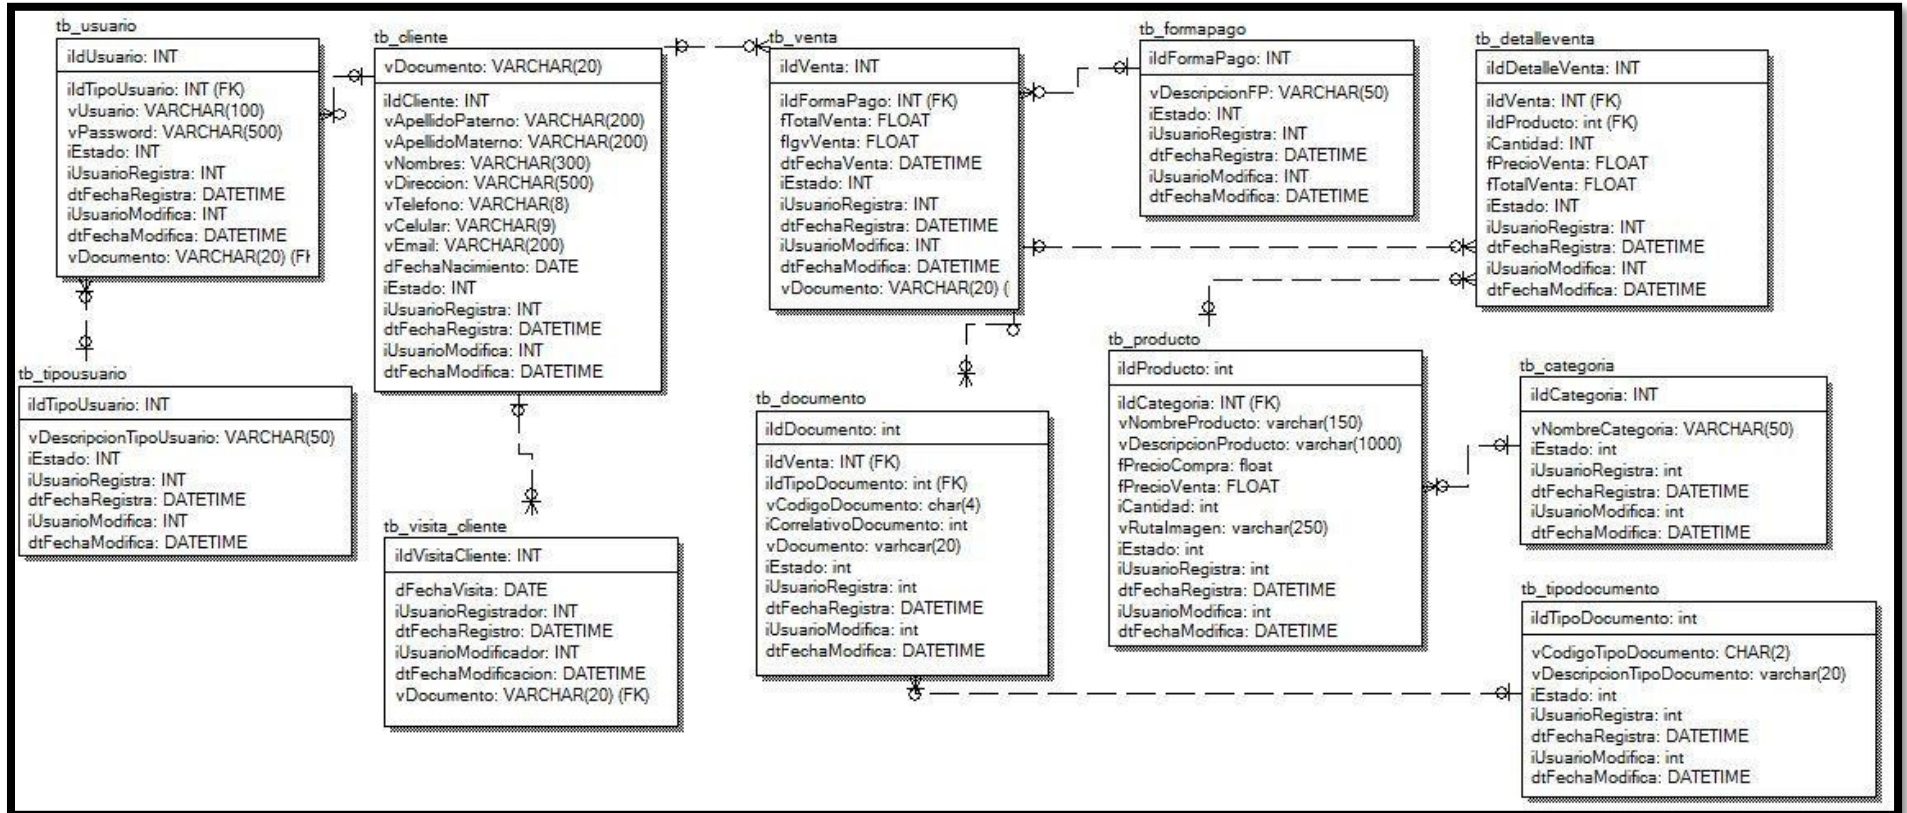 tb_usuario
iIdUsuario: INT
iIdTipoUsuario: INT (FK)
vUsuario: VARCHAR(100)
vPassword: VARCHAR(500)
iEstado: INT
iUsuarioRegistra: INT
dtFechaRegistra: DATETIME
iUsuarioModifica: INT
dtFechaModifica: DATETIME
vDocumento: VARCHAR(20) (FK
tb_cliente
vDocumento: VARCHAR(20)
iIdCliente: INT
vApellidoPaterno: VARCHAR(200)
vApellidoMaterno: VARCHAR(200)
vNombres: VARCHAR(300)
vDireccion: VARCHAR(500)
vTelefono: VARCHAR(8)
vCelular: VARCHAR(9)
vEmail: VARCHAR(200)
dFechaNacimiento: DATE
iEstado: INT
iUsuarioRegistra: INT
dtFechaRegistra: DATETIME
iUsuarioModifica: INT
dtFechaModifica: DATETIME
tb_venta
iIdVenta: INT
iIdFormaPago: INT (FK)
fTotalVenta: FLOAT
fIgvVenta: FLOAT
dtFechaVenta: DATETIME
iEstado: INT
iUsuarioRegistra: INT
dtFechaRegistra: DATETIME
iUsuarioModifica: INT
dtFechaModifica: DATETIME
vDocumento: VARCHAR(20) (
tb_formapago
iIdFormaPago: INT
vDescripcionFP: VARCHAR(50)
iEstado: INT
iUsuarioRegistra: INT
dtFechaRegistra: DATETIME
iUsuarioModifica: INT
dtFechaModifica: DATETIME
tb_detalleventa
iIdDetalleVenta: INT
iIdVenta: INT (FK)
iIdProducto: int (FK)
iCantidad: INT
fPrecioVenta: FLOAT
fTotalVenta: FLOAT
iEstado: INT
iUsuarioRegistra: INT
dtFechaRegistra: DATETIME
iUsuarioModifica: INT
dtFechaModifica: DATETIME
tb_tipousuario
iIdTipoUsuario: INT
vDescripcionTipoUsuario: VARCHAR(50)
iEstado: INT
iUsuarioRegistra: INT
dtFechaRegistra: DATETIME
iUsuarioModifica: INT
dtFechaModifica: DATETIME
tb_visita_cliente
iIdVisitaCliente: INT
dFechaVisita: DATE
iUsuarioRegistrador: INT
dtFechaRegistro: DATETIME
iUsuarioModificador: INT
dtFechaModificacion: DATETIME
vDocumento: VARCHAR(20) (FK)
tb_documento
iIdDocumento: int
iIdVenta: INT (FK)
iIdTipoDocumento: int (FK)
vCodigoDocumento: char(4)
iCorrelativoDocumento: int
vDocumento: varhcar(20)
iEstado: int
iUsuarioRegistra: int
dtFechaRegistra: DATETIME
iUsuarioModifica: int
dtFechaModifica: DATETIME
tb_producto
iIdProducto: int
iIdCategoria: INT (FK)
vNombreProducto: varchar(150)
vDescripcionProducto: varchar(1000)
fPrecioCompra: float
fPrecioVenta: FLOAT
iCantidad: int
vRutaImagen: varchar(250)
iEstado: int
iUsuarioRegistra: int
dtFechaRegistra: DATETIME
iUsuarioModifica: int
dtFechaModifica: DATETIME
tb_categoria
iIdCategoria: INT
vNombreCategoria: VARCHAR(50)
iEstado: int
iUsuarioRegistra: int
dtFechaRegistra: DATETIME
iUsuarioModifica: int
dtFechaModifica: DATETIME
tb_tipodocumento
iIdTipoDocumento: int
vCodigoTipoDocumento: CHAR(2)
vDescripcionTipoDocumento: varchar(20)
iEstado: int
iUsuarioRegistra: int
dtFechaRegistra: DATETIME
iUsuarioModifica: int
dtFechaModifica: DATETIME